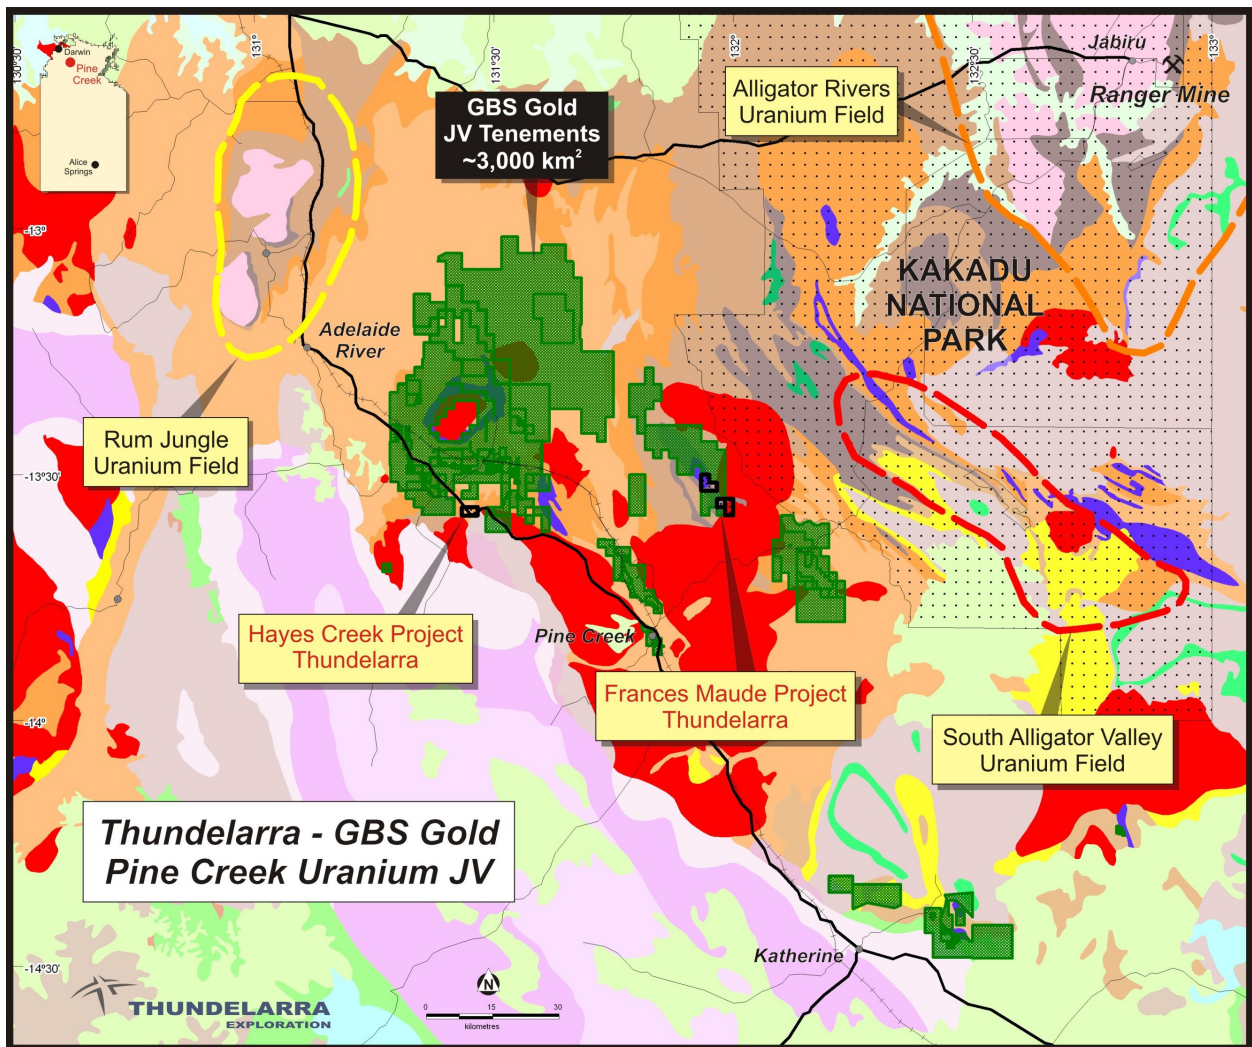 130°30'
131°
131°30'
132°
132°30'
133°
Darwin
Pine
Creek
Alice
Springs
Jabiru
Ranger Mine
Alligator Rivers
Uranium Field
GBS Gold
JV Tenements
~3,000 km²
-13°
KAKADU
NATIONAL
PARK
Adelaide
River
Rum Jungle
Uranium Field
-13°30'
Hayes Creek Project
Thundelarra
Pine Creek
Frances Maude Project
Thundelarra
-14°
South Alligator Valley
Uranium Field
Thundelarra - GBS Gold
Pine Creek Uranium JV
Katherine
-14°30'
THUNDELARRA
EXPLORATION
N
0 15 30
kilometres